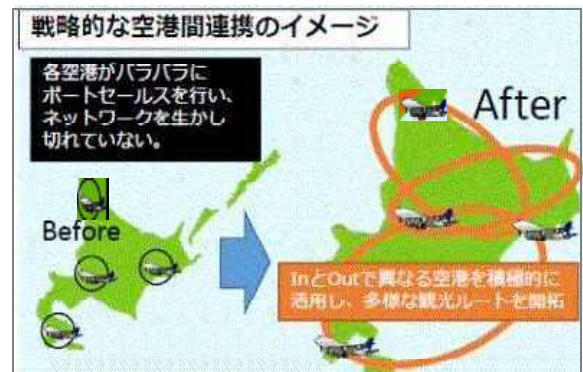 戦略的な空港間連携のイメージ
各空港がバラバラに
ポートセールスを行い、
ネットワークを生かし
切れていない。
After
Before
InとOutで異なる空港を積極的に
活用し、多様な観光ルートを開拓